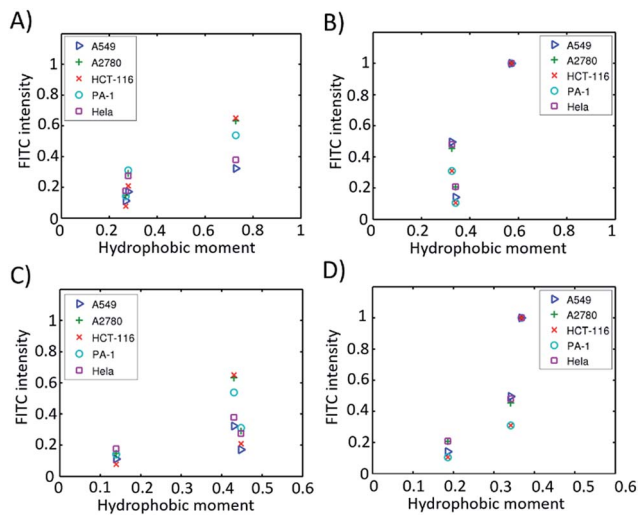 A)
FITC intensity
1
0.8
0.6
0.4
0.2
0
A549
A2780
HCT-116
PA-1
Hela
0 0.2 0.4 0.6 0.8 1
Hydrophobic moment
B)
FITC intensity
1
0.8
0.6
0.4
0.2
0
A549
A2780
HCT-116
PA-1
Hela
0 0.2 0.4 0.6 0.8 1
Hydrophobic moment
C)
FITC intensity
1
0.8
0.6
0.4
0.2
0
A549
A2780
HCT-116
PA-1
Hela
0 0.1 0.2 0.3 0.4 0.5 0.6
Hydrophobic moment
D)
FITC intensity
1
0.8
0.6
0.4
0.2
0
A549
A2780
HCT-116
PA-1
Hela
0 0.1 0.2 0.3 0.4 0.5 0.6
Hydrophobic moment